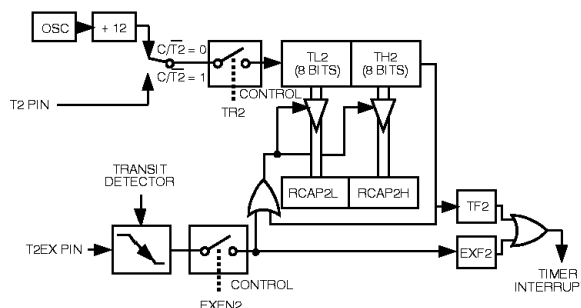 OSC
÷ 12
C/T2 = 0
C/T2 = 1
T2 PIN
CONTROL
TR2
TL2
(8 BITS)
TH2
(8 BITS)
RCAP2L
RCAP2H
TRANSIT
DETECTOR
T2EX PIN
CONTROL
EXEN2
TF2
EXF2
TIMER
INTERRUP